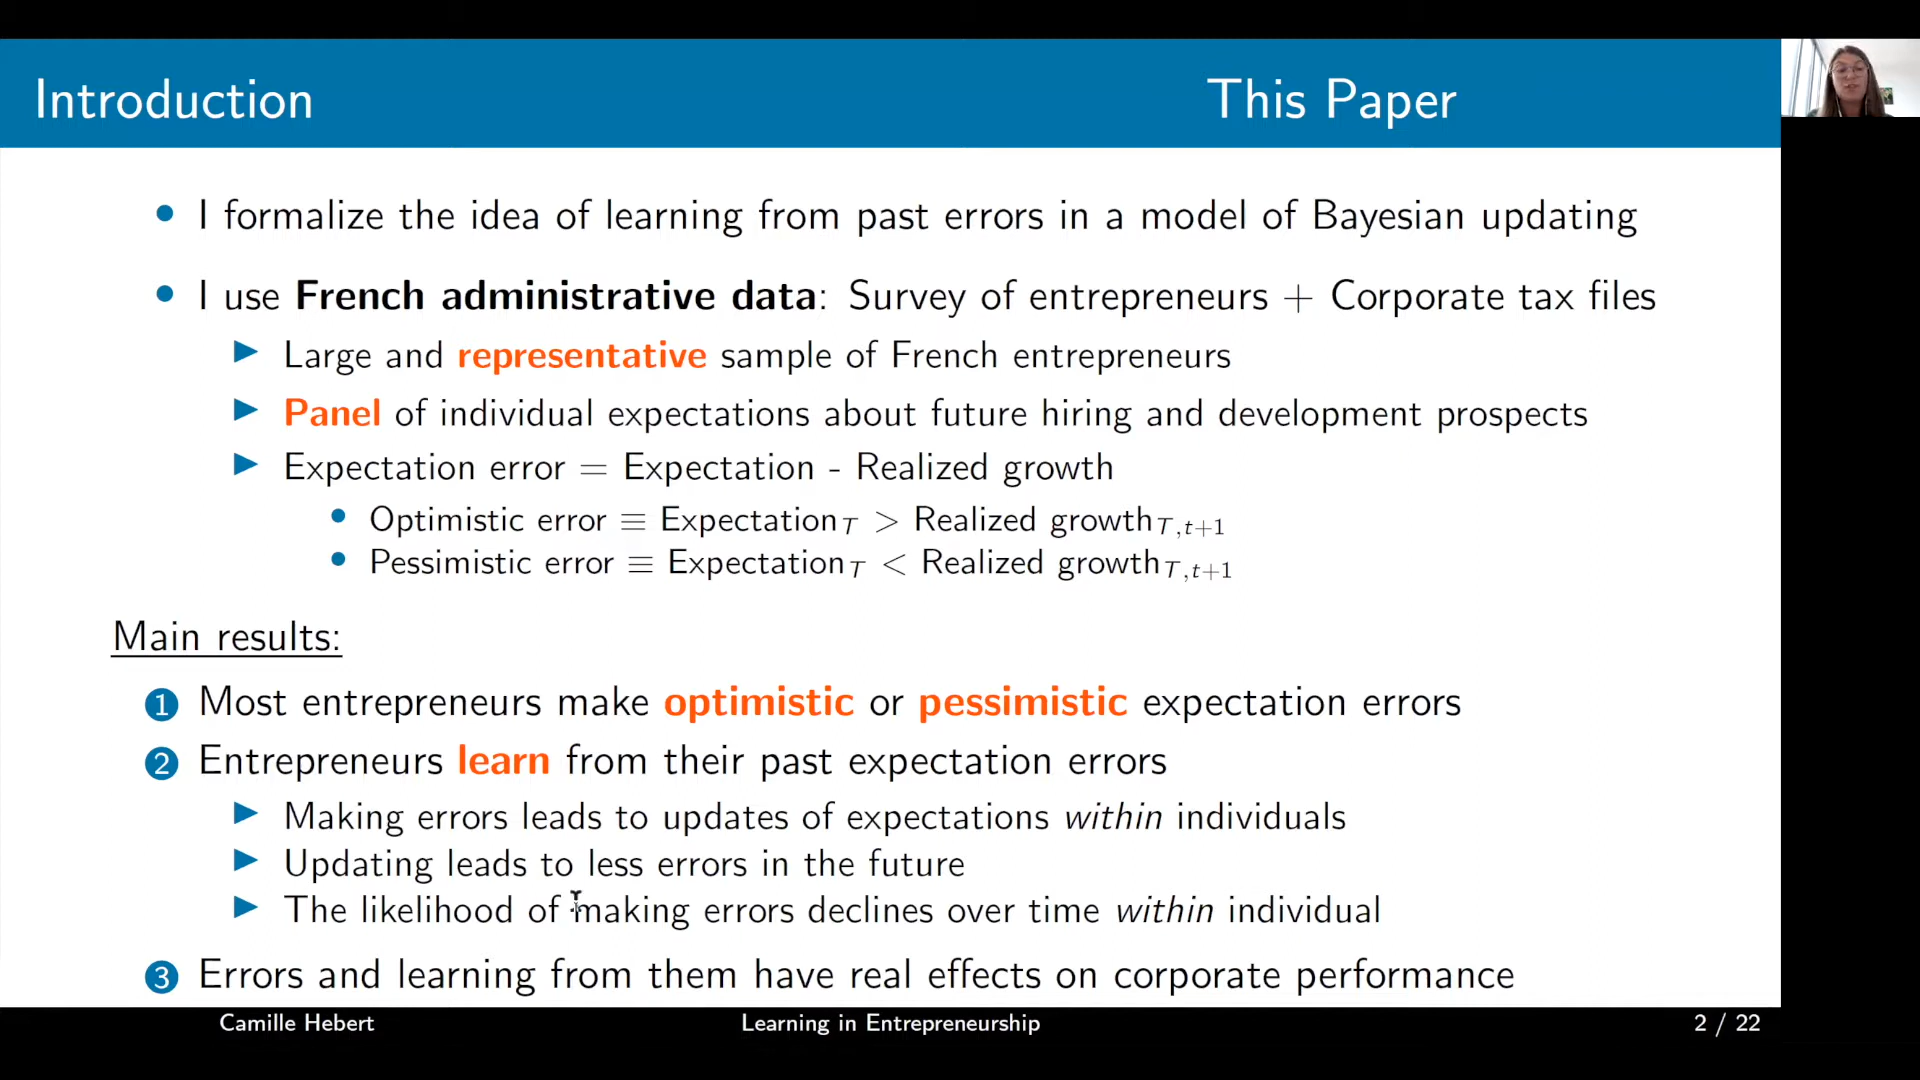 Introduction This Paper
• I formalize the idea of learning from past errors in a model of Bayesian updating
• I use French administrative data: Survey of entrepreneurs + Corporate tax files
▶ Large and representative sample of French entrepreneurs
▶ Panel of individual expectations about future hiring and development prospects
▶ Expectation error = Expectation - Realized growth
• Optimistic error ≡ Expectation_T > Realized growth_T,t+1
• Pessimistic error ≡ Expectation_T < Realized growth_T,t+1
Main results:
1 Most entrepreneurs make optimistic or pessimistic expectation errors
2 Entrepreneurs learn from their past expectation errors
▶ Making errors leads to updates of expectations within individuals
▶ Updating leads to less errors in the future
▶ The likelihood of making errors declines over time within individual
3 Errors and learning from them have real effects on corporate performance
Camille Hebert Learning in Entrepreneurship 2 / 22